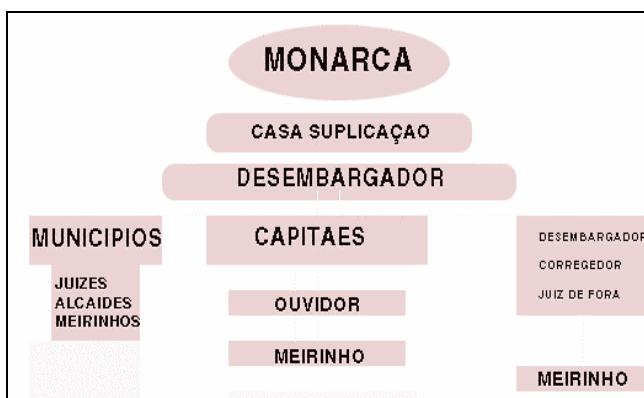 MONARCA
CASA SUPLICAÇAO
DESEMBARGADOR
MUNICIPIOS
JUIZES
ALCAIDES
MEIRINHOS
CAPITAES
OUVIDOR
MEIRINHO
DESEMBARGADOR
CORREGEDOR
JUIZ DE FORA
MEIRINHO